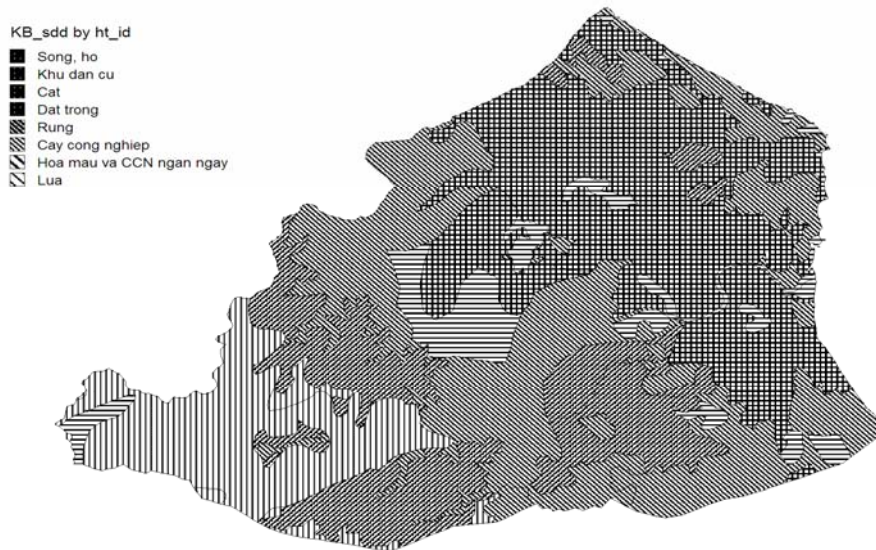 KB_sdd by ht_id
Song, ho
Khu dan cu
Cat
Dat trong
Rung
Cay cong nghiep
Hoa mau va CCN ngan ngay
Lua